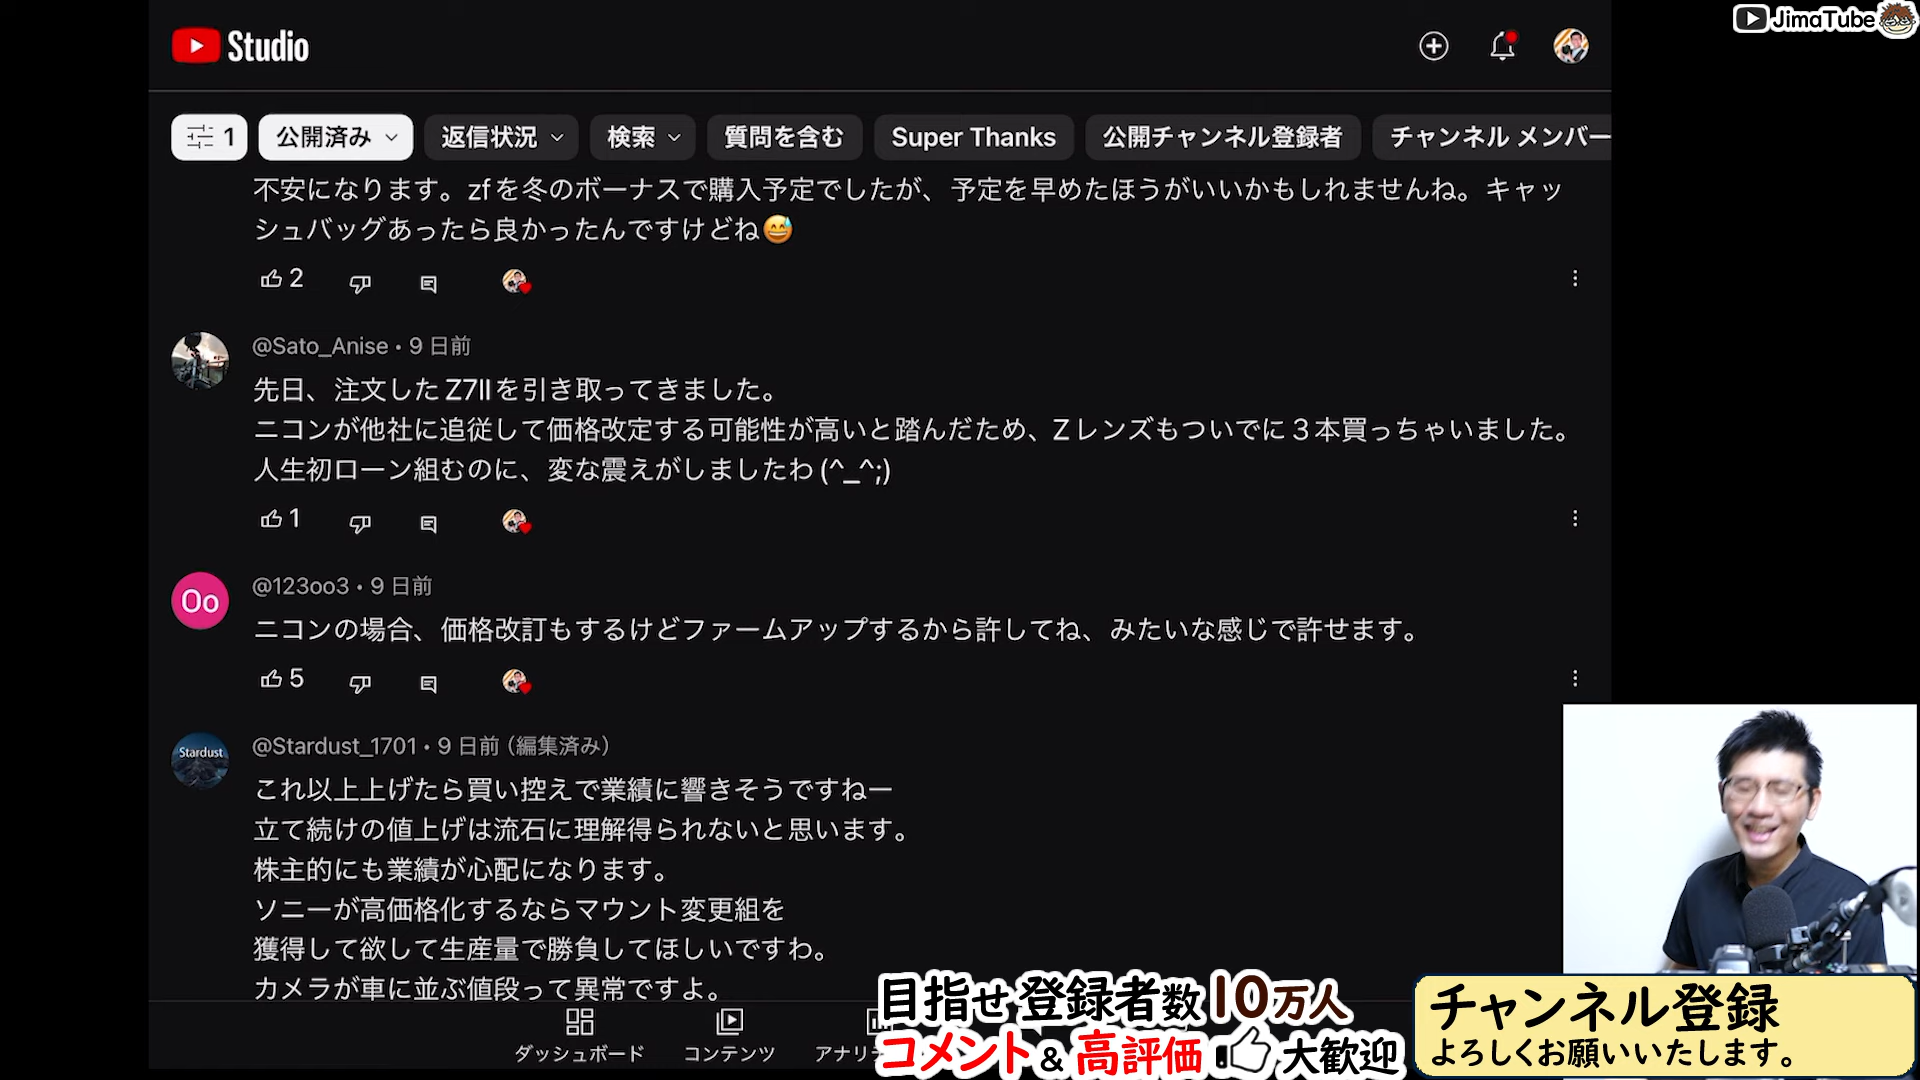 JimaTube
Studio
1
公開済み
返信状況
検索
質問を含む
Super Thanks
公開チャンネル登録者
チャンネル メンバー
不安になります。zfを冬のボーナスで購入予定でしたが、予定を早めたほうがいいかもしれませんね。キャッ
シュバッグあったら良かったんですけどね😅
2
@Sato_Anise • 9 日前
先日、注文したZ7IIを引き取ってきました。
ニコンが他社に追従して価格改定する可能性が高いと踏んだため、Zレンズもついでに３本買っちゃいました。
人生初ローン組むのに、変な震えがしましたわ(^_^;)
1
Oo
@123oo3 • 9 日前
ニコンの場合、価格改訂もするけどファームアップするから許してね、みたいな感じで許せます。
5
Stardust
@Stardust_1701 • 9 日前（編集済み）
これ以上上げたら買い控えで業績に響きそうですねー
立て続けの値上げは流石に理解得られないと思います。
株主的にも業績が心配になります。
ソニーが高価格化するならマウント変更組を
獲得して欲して生産量で勝負してほしいですわ。
カメラが車に並ぶ値段って異常ですよ。
ダッシュボード
コンテンツ
アナリ
目指せ登録者数10万人
コメント&高評価 大歓迎
チャンネル登録
よろしくお願いいたします。